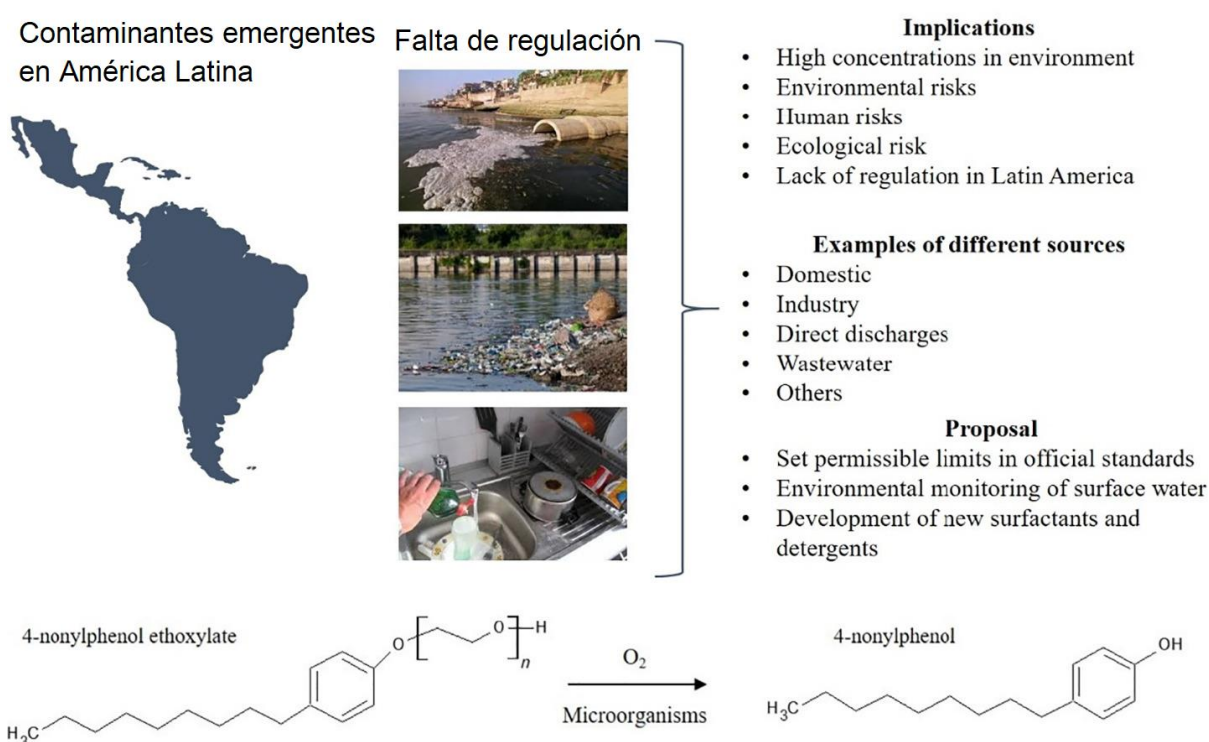 Contaminantes emergentes
en América Latina
Falta de regulación
Implications
• High concentrations in environment
• Environmental risks
• Human risks
• Ecological risk
• Lack of regulation in Latin America
Examples of different sources
• Domestic
• Industry
• Direct discharges
• Wastewater
• Others
Proposal
• Set permissible limits in official standards
• Environmental monitoring of surface water
• Development of new surfactants and
detergents
4-nonylphenol ethoxylate
O
O
H
n
H₃C
O₂
Microorganisms
4-nonylphenol
OH
H₃C